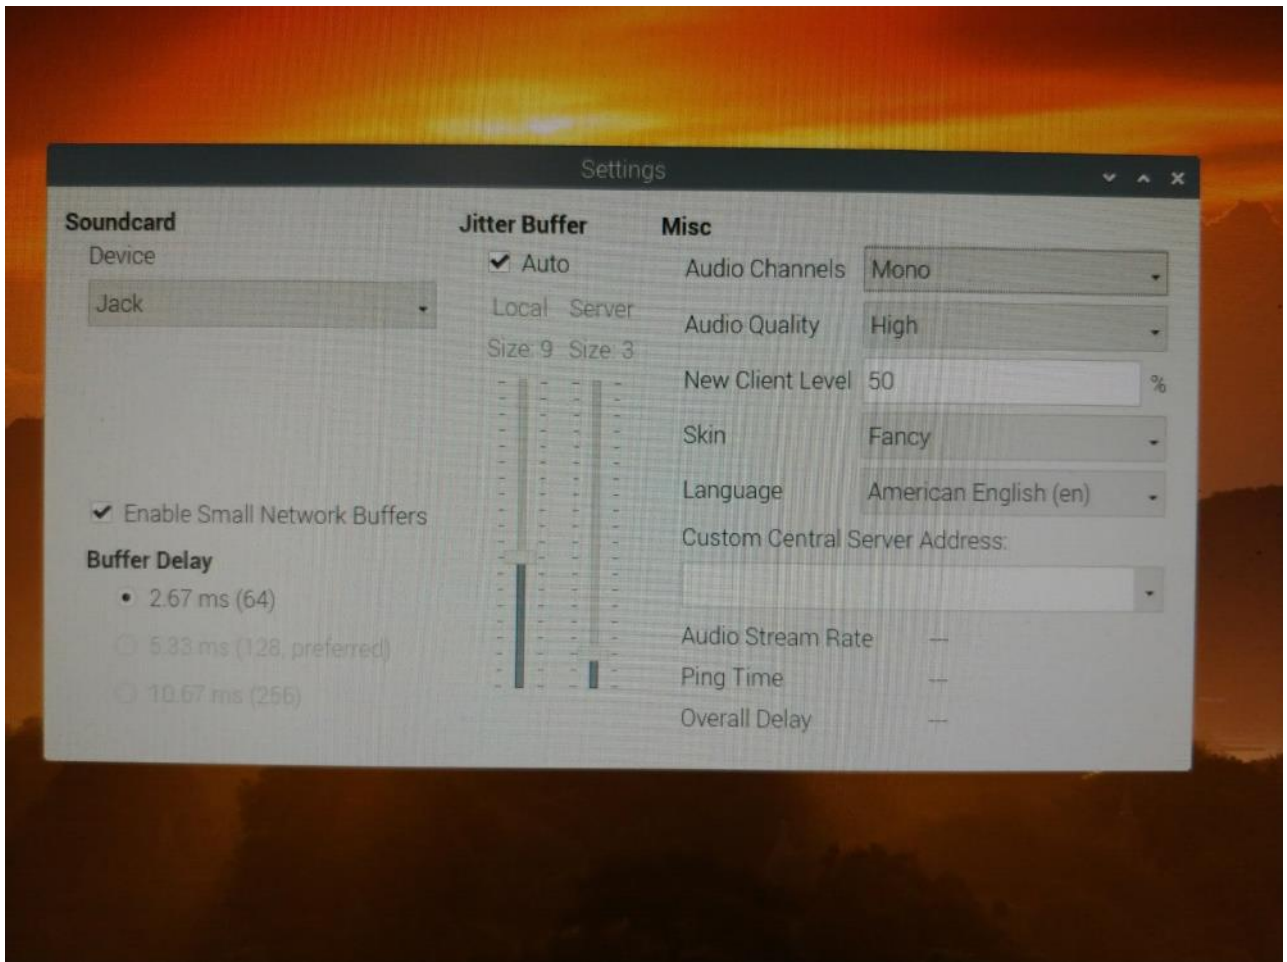 Settings
Soundcard
Device
Jack
Enable Small Network Buffers
Buffer Delay
2.67 ms (64)
5.33 ms (128, preferred)
10.67 ms (256)
Jitter Buffer
Auto
Local Server
Size: 9 Size: 3
Misc
Audio Channels Mono
Audio Quality High
New Client Level 50 %
Skin Fancy
Language American English (en)
Custom Central Server Address:
Audio Stream Rate ---
Ping Time ---
Overall Delay ---